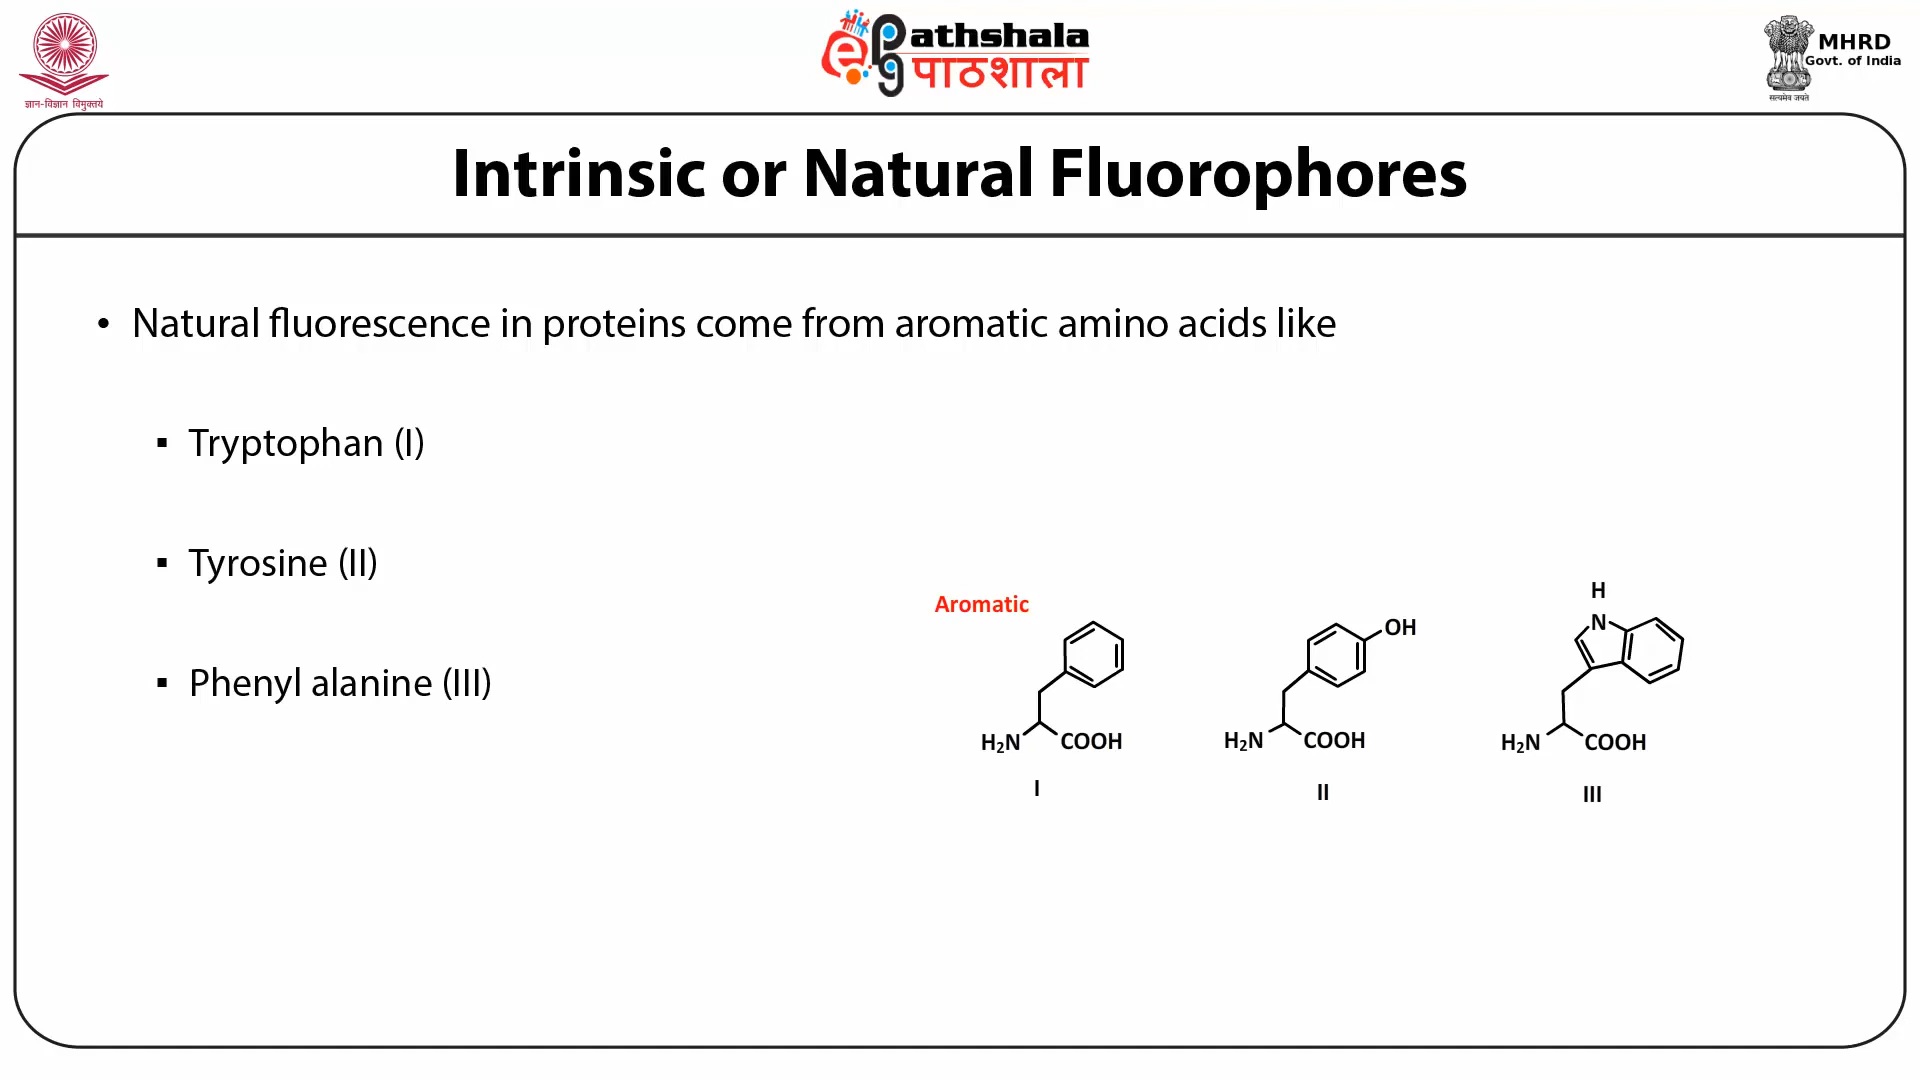 ज्ञान-विज्ञान विमुक्तये
ePathshala
पाठशाला
MHRD
Govt. of India
सत्यमेव जयते
Intrinsic or Natural Fluorophores
• Natural fluorescence in proteins come from aromatic amino acids like
▪ Tryptophan (I)
▪ Tyrosine (II)
▪ Phenyl alanine (III)
Aromatic
H₂N COOH
I
OH
H₂N COOH
II
H
N
H₂N COOH
III